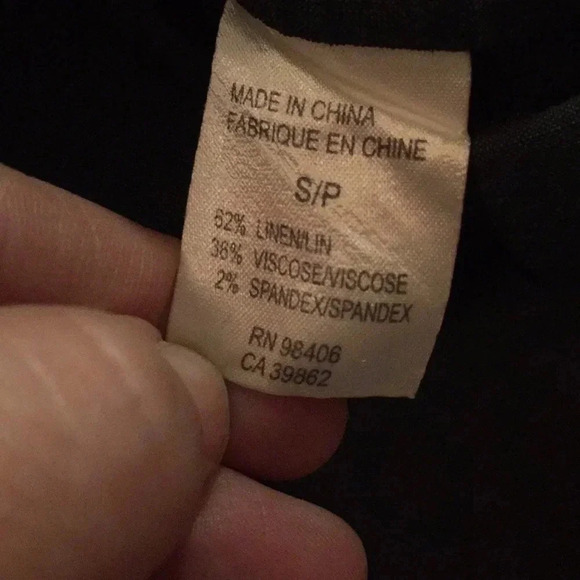 MADE IN CHINA
FABRIQUE EN CHINE
S/P
62% LINEN/LIN
36% VISCOSE/VISCOSE
2% SPANDEX/SPANDEX
RN 98406
CA 39862